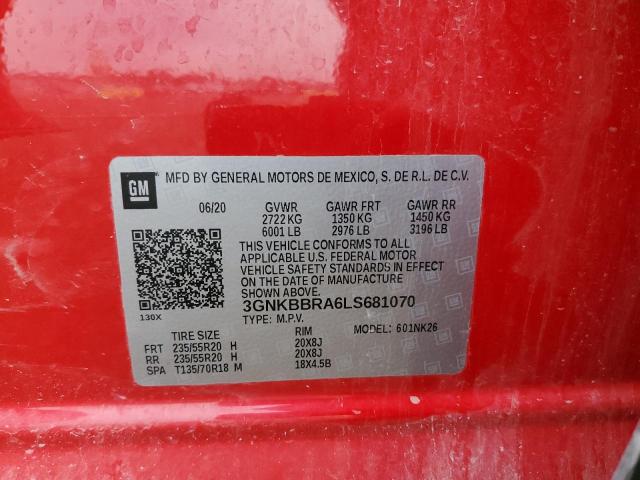 GM
MFD BY GENERAL MOTORS DE MEXICO, S. DE R.L. DE C.V.
06/20 GVWR GAWR FRT GAWR RR
2722 KG 1350 KG 1450 KG
6001 LB 2976 LB 3196 LB
THIS VEHICLE CONFORMS TO ALL
APPLICABLE U.S. FEDERAL MOTOR
VEHICLE SAFETY STANDARDS IN EFFECT
ON THE DATE OF MANUFACTURE
SHOWN ABOVE.
3GNKBBRA6LS681070
130X
TYPE: M.P.V. MODEL: 601NK26
TIRE SIZE RIM
FRT 235/55R20 H 20X8J
RR 235/55R20 H 20X8J
SPA T135/70R18 M 18X4.5B